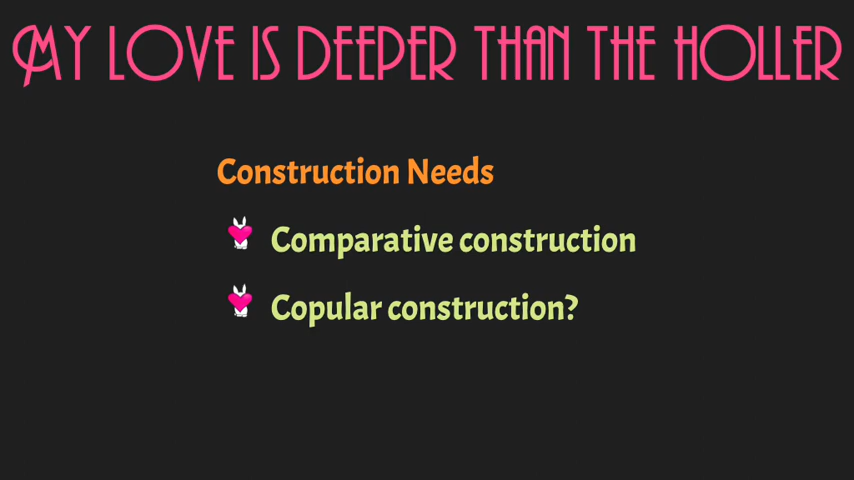 My love is deeper than the holler
Construction Needs
Comparative construction
Copular construction?